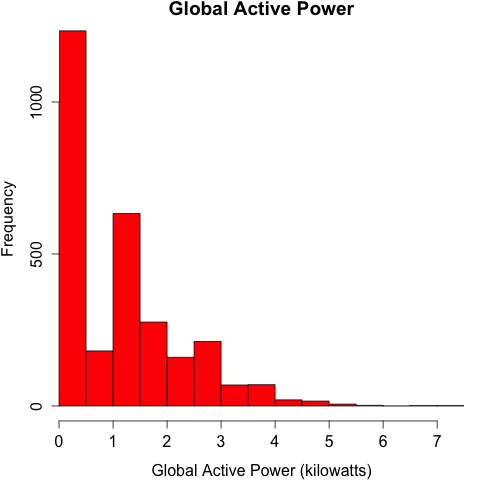 Global Active Power
Frequency
1000
500
0
0 1 2 3 4 5 6 7
Global Active Power (kilowatts)